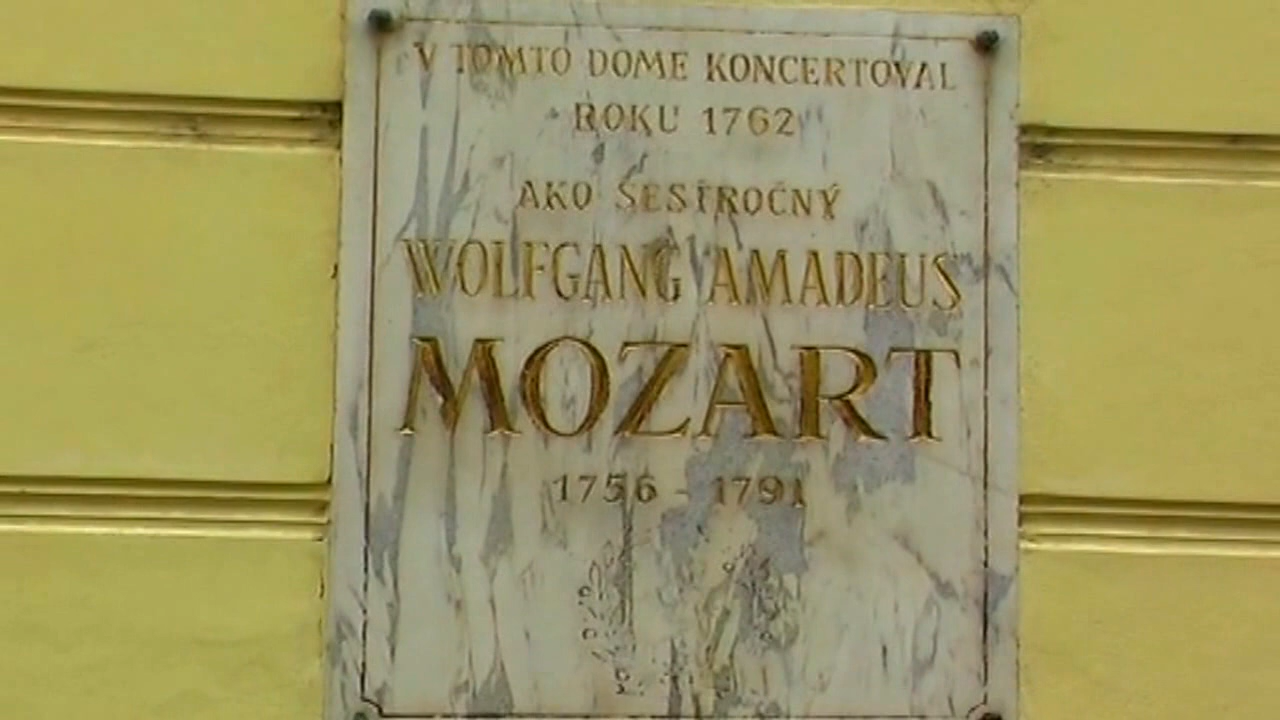 V TOMTO DOME KONCERTOVAL
ROKU 1762
AKO ŠESŤROČNÝ
WOLFGANG AMADEUS
MOZART
1756 - 1791